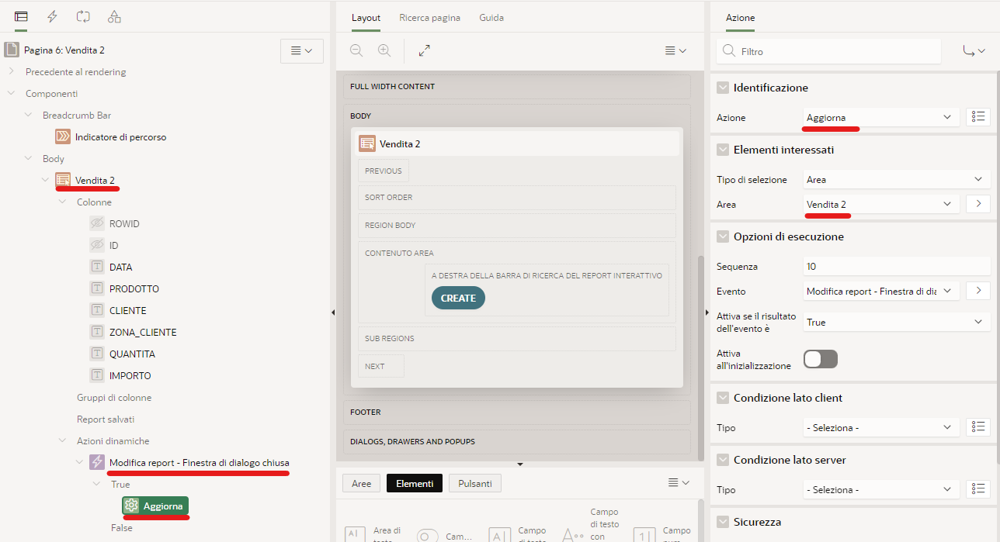 Pagina 6: Vendita 2
Precedente al rendering
Componenti
Breadcrumb Bar
Indicatore di percorso
Body
Vendita 2
Colonne
ROWID
ID
DATA
PRODOTTO
CLIENTE
ZONA_CLIENTE
QUANTITA
IMPORTO
Gruppi di colonne
Report salvati
Azioni dinamiche
Modifica report - Finestra di dialogo chiusa
True
Aggiorna
False
Layout
Ricerca pagina
Guida
FULL WIDTH CONTENT
BODY
Vendita 2
PREVIOUS
SORT ORDER
REGION BODY
CONTENUTO AREA
A DESTRA DELLA BARRA DI RICERCA DEL REPORT INTERATTIVO
CREATE
SUB REGIONS
NEXT
FOOTER
DIALOGS, DRAWERS AND POPUPS
Aree
Elementi
Pulsanti
Area di
Cam...
Campo
Campo
di testo
con
Campo
Azione
Filtro
Identificazione
Azione
Aggiorna
Elementi interessati
Tipo di selezione
Area
Area
Vendita 2
Opzioni di esecuzione
Sequenza
10
Evento
Modifica report - Finestra di dia
Attiva se il risultato
dell'evento è
True
Attiva
all'inizializzazione
Condizione lato client
Tipo
- Seleziona -
Condizione lato server
Tipo
- Seleziona -
Sicurezza